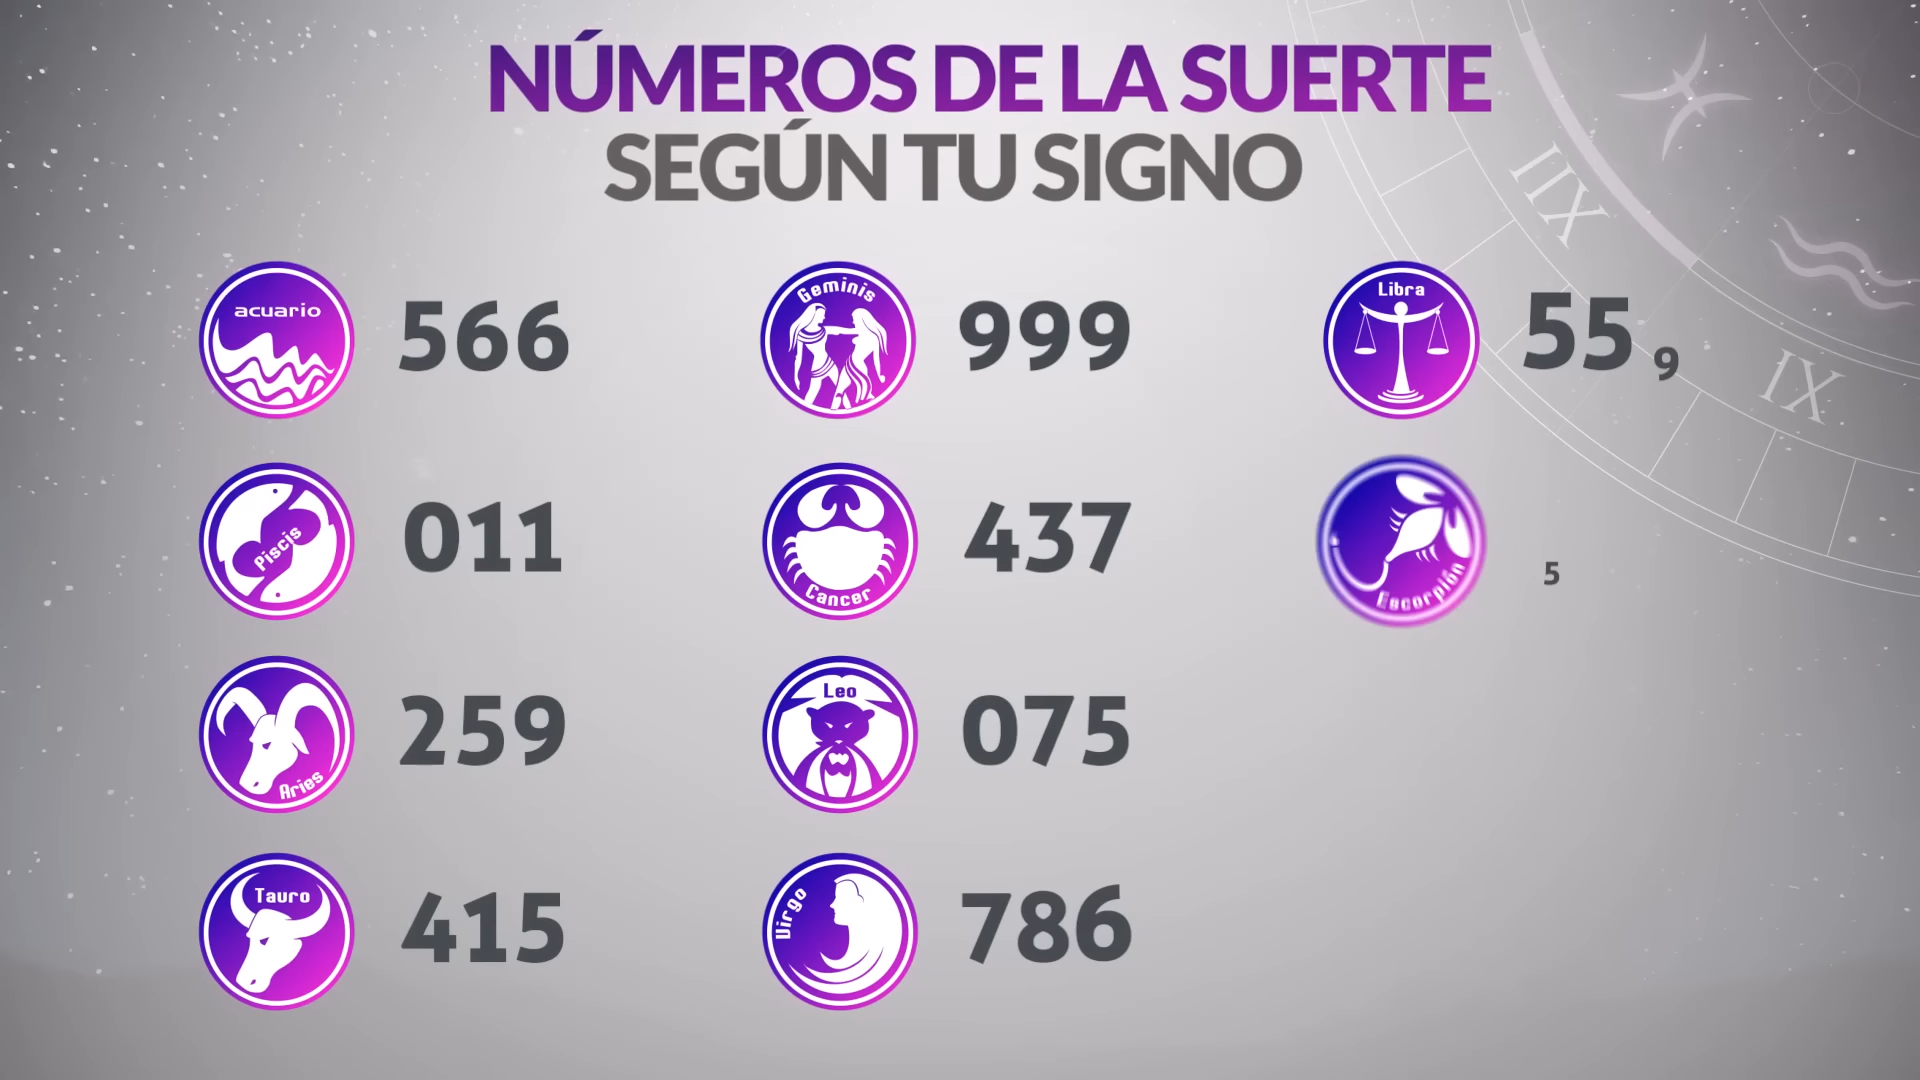 NÚMEROS DE LA SUERTE
SEGÚN TU SIGNO
acuario 566
Piscis 011
Aries 259
Tauro 415
Geminis 999
Cancer 437
Leo 075
Virgo 786
Libra 55 9
Escorpión 5
IIX
IX